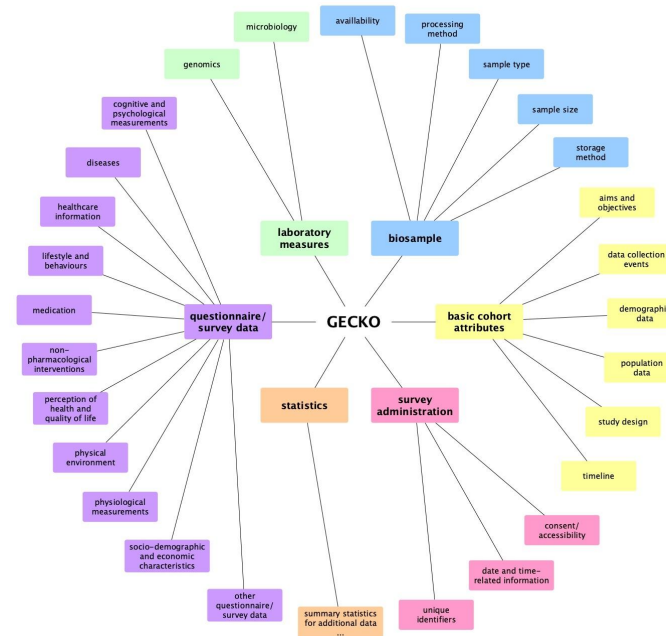 microbiology
availlability
processing
method
genomics
sample type
cognitive and
psychological
measurements
sample size
diseases
storage
method
healthcare
information
aims and
objectives
laboratory
measures
biosample
lifestyle and
behaviours
data collection
events
medication
questionnaire/
survey data
GECKO
basic cohort
attributes
demographic
data
non-
pharmacological
interventions
population
data
perception of
health and
quality of life
statistics
survey
administration
study design
physical
environment
timeline
physiological
measurements
consent/
accessibility
socio-demographic
and economic
characteristics
date and time-
related information
other
questionnaire/
survey data
summary statistics
for additional data
...
unique
identifiers